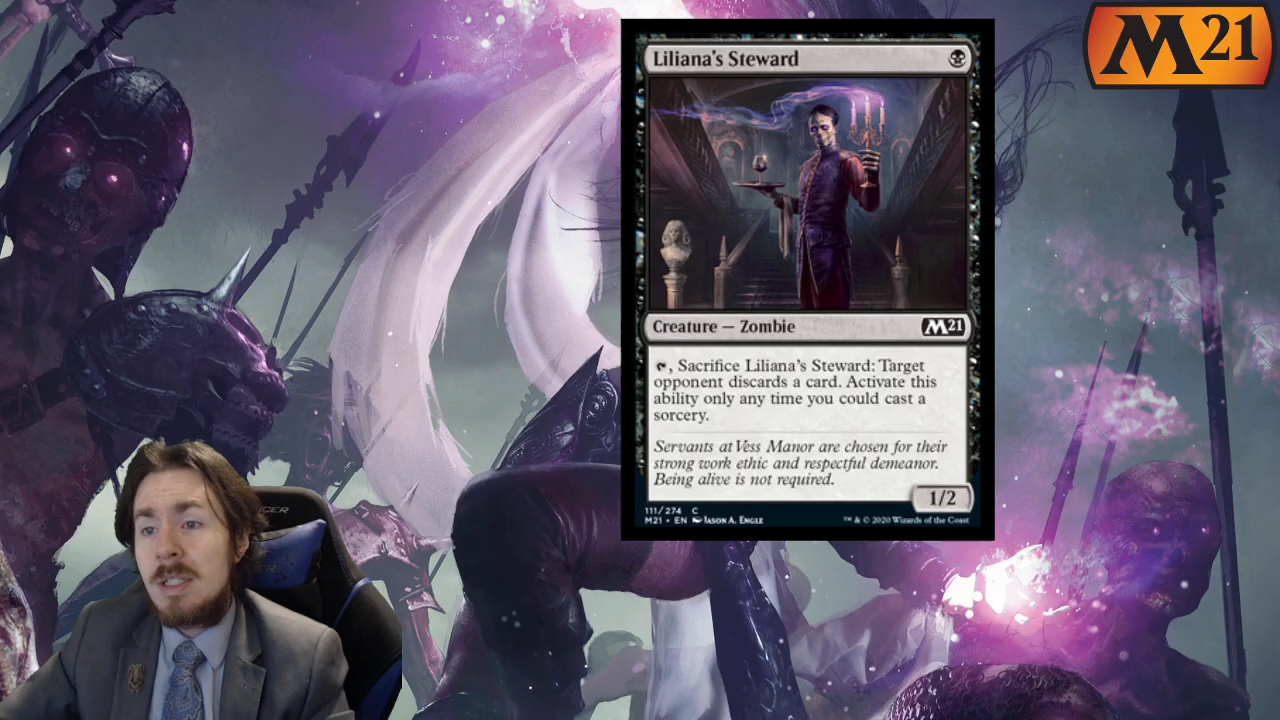 M21
Liliana's Steward
Creature — Zombie
M21
, Sacrifice Liliana's Steward: Target
opponent discards a card. Activate this
ability only any time you could cast a
sorcery.
Servants at Vess Manor are chosen for their
strong work ethic and respectful demeanor.
Being alive is not required.
1/2
111/274 C
M21 • EN Jason A. Engle
™ & © 2020 Wizards of the Coast